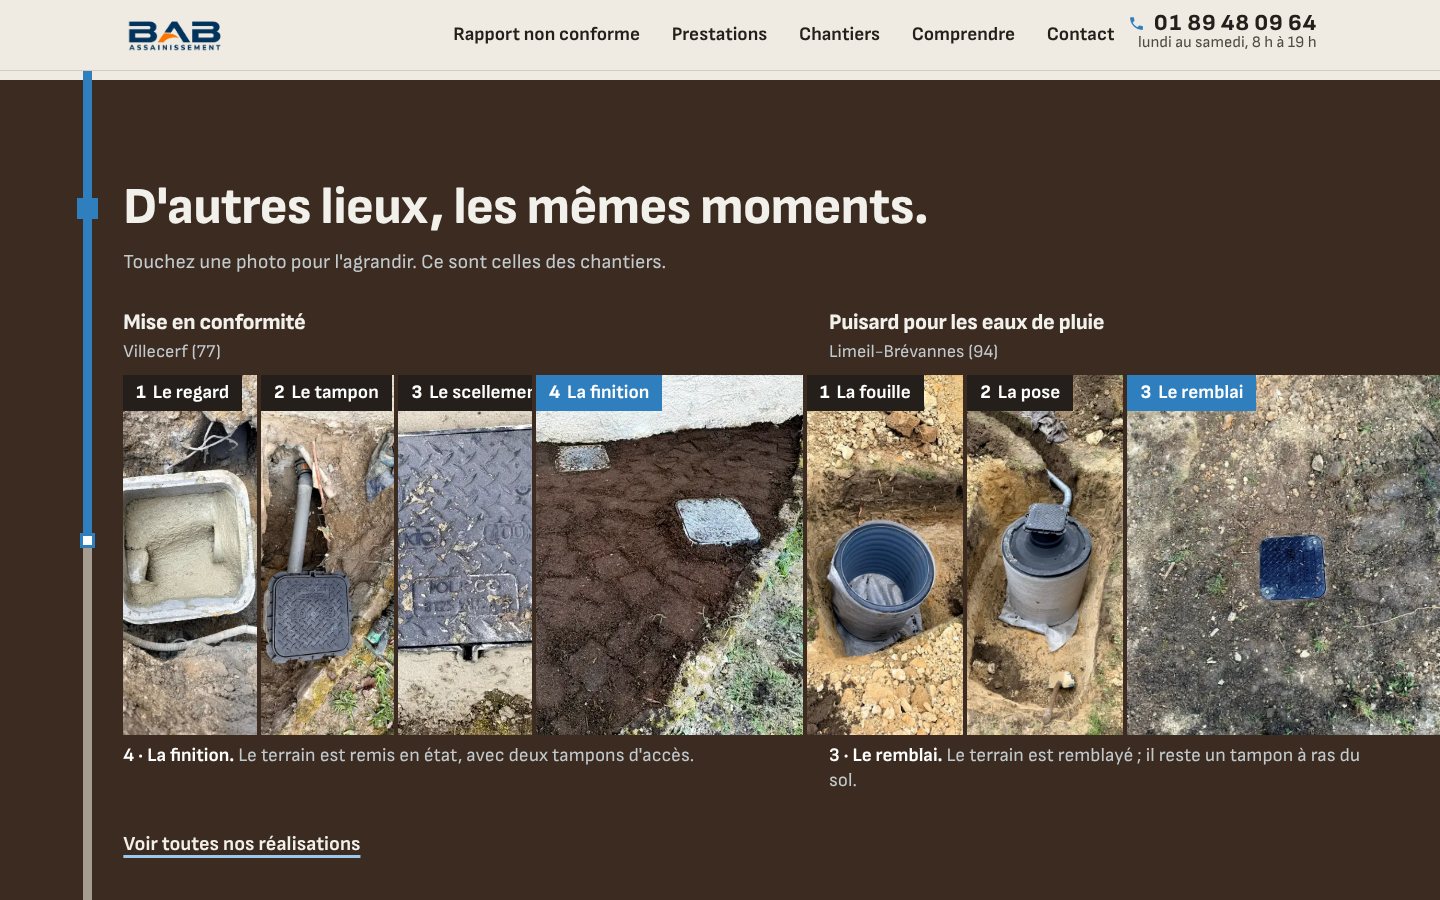 BAB
ASSAINISSEMENT
Rapport non conforme
Prestations
Chantiers
Comprendre
Contact
01 89 48 09 64
lundi au samedi, 8 h à 19 h
D'autres lieux, les mêmes moments.
Touchez une photo pour l'agrandir. Ce sont celles des chantiers.
Mise en conformité
Villecerf (77)
1 Le regard
2 Le tampon
3 Le scellemen
4 La finition
4 · La finition. Le terrain est remis en état, avec deux tampons d'accès.
Puisard pour les eaux de pluie
Limeil-Brévannes (94)
1 La fouille
2 La pose
3 Le remblai
3 · Le remblai. Le terrain est remblayé ; il reste un tampon à ras du
sol.
Voir toutes nos réalisations